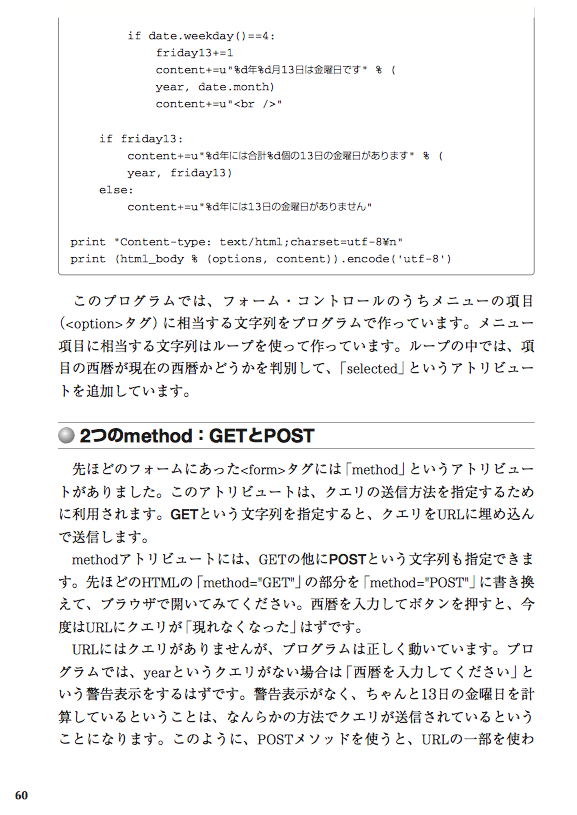 if date.weekday()==4:
            friday13+=1
            content+=u"%d年%d月13日は金曜日です" % (
            year, date.month)
            content+=u"<br />"
    if friday13:
        content+=u"%d年には合計%d個の13日の金曜日があります" % (
        year, friday13)
    else:
        content+=u"%d年には13日の金曜日がありません"
print "Content-type: text/html;charset=utf-8¥n"
print (html_body % (options, content)).encode('utf-8')
　このプログラムでは、フォーム・コントロールのうちメニューの項目
（<option>タグ）に相当する文字列をプログラムで作っています。メニュー
項目に相当する文字列はループを使って作っています。ループの中では、項
目の西暦が現在の西暦かどうかを判別して、「selected」というアトリビュー
トを追加しています。
2つのmethod：GETとPOST
　先ほどのフォームにあった<form>タグには「method」というアトリビュー
トがありました。このアトリビュートは、クエリの送信方法を指定するため
に利用されます。GETという文字列を指定すると、クエリをURLに埋め込ん
で送信します。
　methodアトリビュートには、GETの他にPOSTという文字列も指定できま
す。先ほどのHTMLの「method="GET"」の部分を「method="POST"」に書き換
えて、ブラウザで開いてみてください。西暦を入力してボタンを押すと、今
度はURLにクエリが「現れなくなった」はずです。
　URLにはクエリがありませんが、プログラムは正しく動いています。プロ
グラムでは、yearというクエリがない場合は「西暦を入力してください」と
いう警告表示をするはずです。警告表示がなく、ちゃんと13日の金曜日を計
算しているということは、なんらかの方法でクエリが送信されているという
ことになります。このように、POSTメソッドを使うと、URLの一部を使わ
60